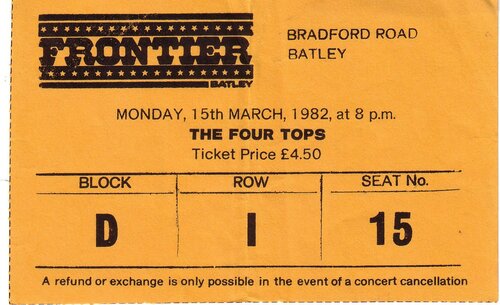 FRONTIER
BATLEY
BRADFORD ROAD
BATLEY
MONDAY, 15th MARCH, 1982, at 8 p.m.
THE FOUR TOPS
Ticket Price £4.50
BLOCK ROW SEAT No.
D I 15
A refund or exchange is only possible in the event of a concert cancellation